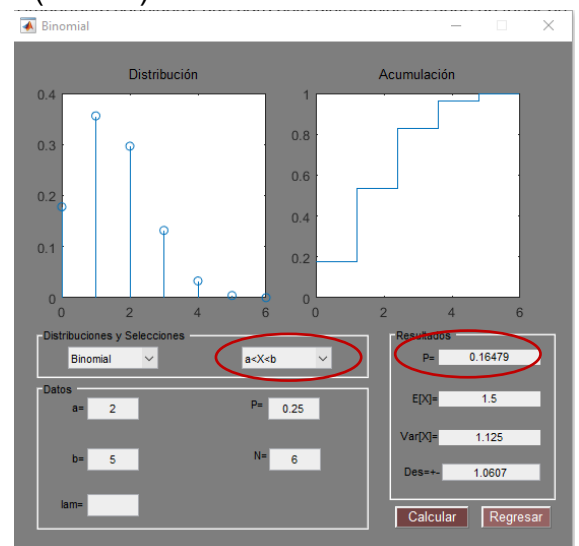 Binomial
Distribución
Acumulación
0.4
0.3
0.2
0.1
0
0 2 4 6
1
0.8
0.6
0.4
0.2
0
0 2 4 6
Distribuciones y Selecciones
Binomial
a<X<b
Resultados
P= 0.16479
E[X]= 1.5
Var[X]= 1.125
Des=+- 1.0607
Datos
a= 2
P= 0.25
b= 5
N= 6
lam=
Calcular
Regresar